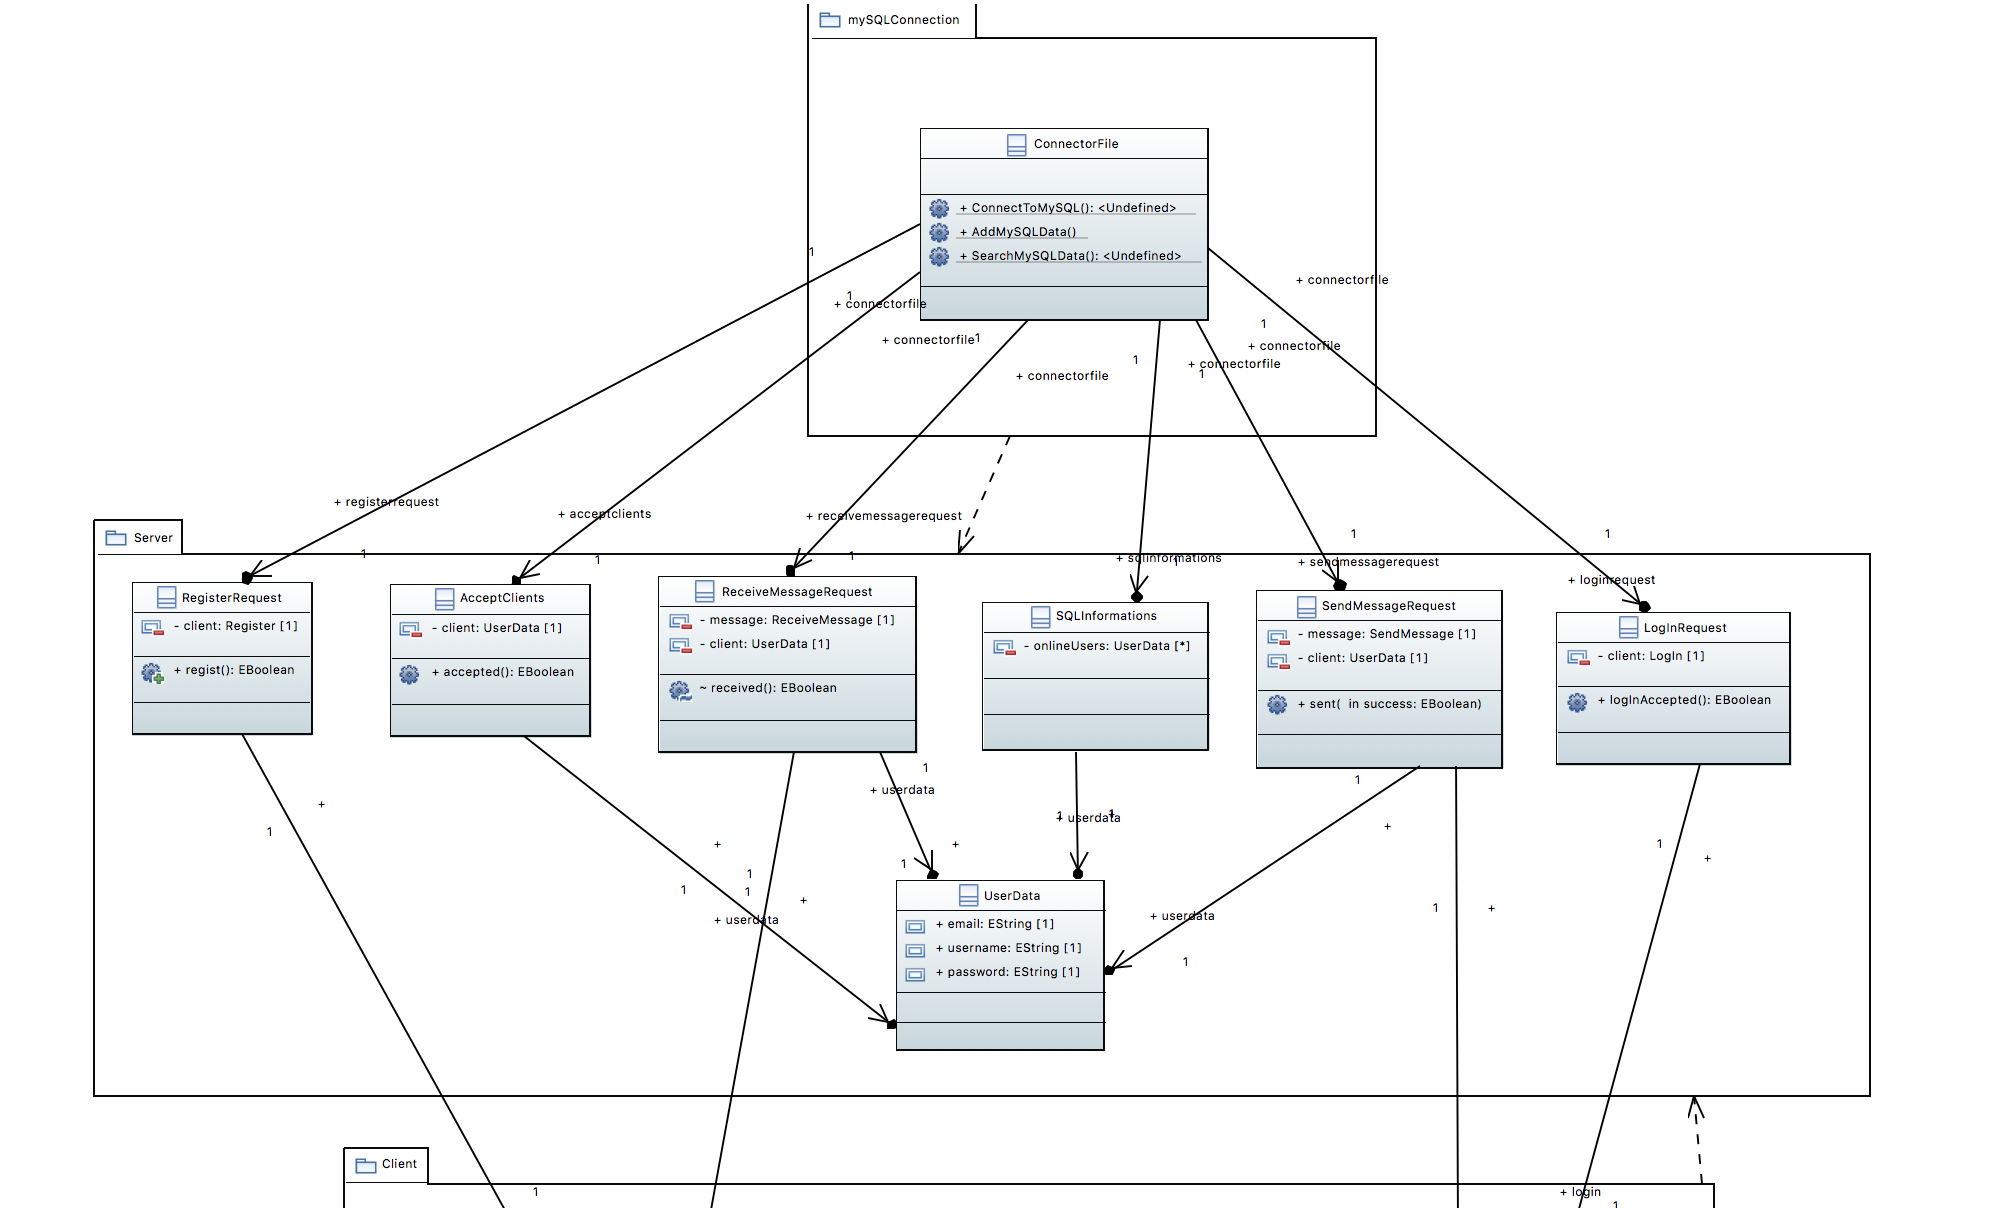 mySQLConnection
ConnectorFile
+ ConnectToMySQL(): <Undefined>
+ AddMySQLData()
+ SearchMySQLData(): <Undefined>
1
+ connectorfile
1
+ connectorfile
1
+ connectorfile
1
+ connectorfile
1
+ connectorfile
1
+ connectorfile
+ registerrequest
1
+ acceptclients
1
+ receivemessagerequest
1
+ sqlinformations
1
+ sendmessagerequest
1
+ loginrequest
1
Server
RegisterRequest
- client: Register [1]
+ regist(): EBoolean
AcceptClients
- client: UserData [1]
+ accepted(): EBoolean
ReceiveMessageRequest
- message: ReceiveMessage [1]
- client: UserData [1]
~ received(): EBoolean
SQLInformations
- onlineUsers: UserData [*]
SendMessageRequest
- message: SendMessage [1]
- client: UserData [1]
+ sent( in success: EBoolean)
LogInRequest
- client: LogIn [1]
+ logInAccepted(): EBoolean
+
1
+
1
1
+ userdata
1
+
1
+ userdata
+
1
1
+ userdata
1
+
1
+
+ userdata
1
1
+
1
+
UserData
+ email: EString [1]
+ username: EString [1]
+ password: EString [1]
Client
1
+ login
1